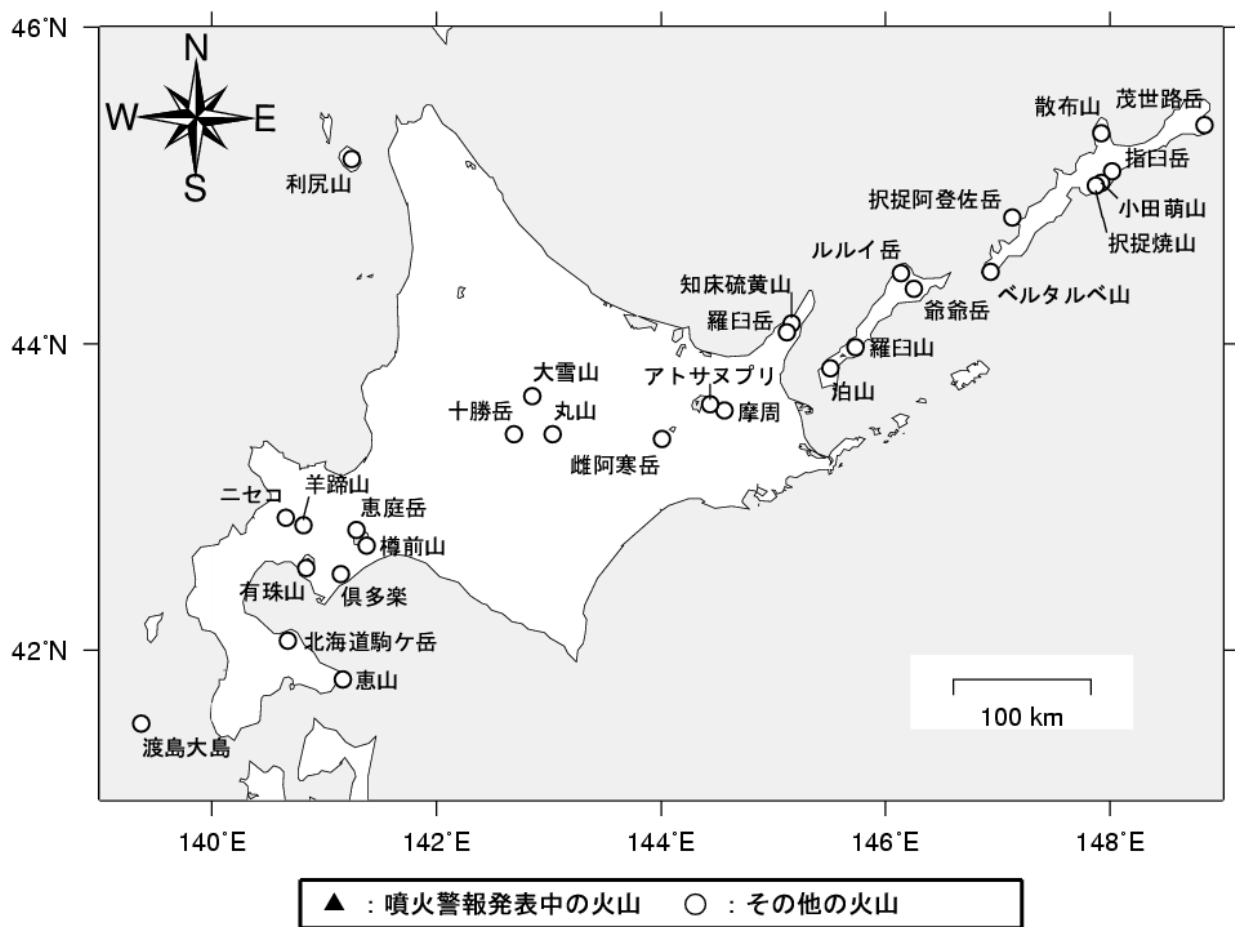 46°N
N
W E
S
散布山
茂世路岳
指臼岳
利尻山
択捉阿登佐岳
小田萌山
択捉焼山
ルルイ岳
知床硫黄山
ベルタルベ山
爺爺岳
羅臼岳
44°N
羅臼山
大雪山
アトサヌプリ
泊山
十勝岳
丸山
摩周
雌阿寒岳
羊蹄山
ニセコ
恵庭岳
樽前山
有珠山
倶多楽
42°N
北海道駒ケ岳
恵山
100 km
渡島大島
140°E
142°E
144°E
146°E
148°E
▲ : 噴火警報発表中の火山 ○ : その他の火山